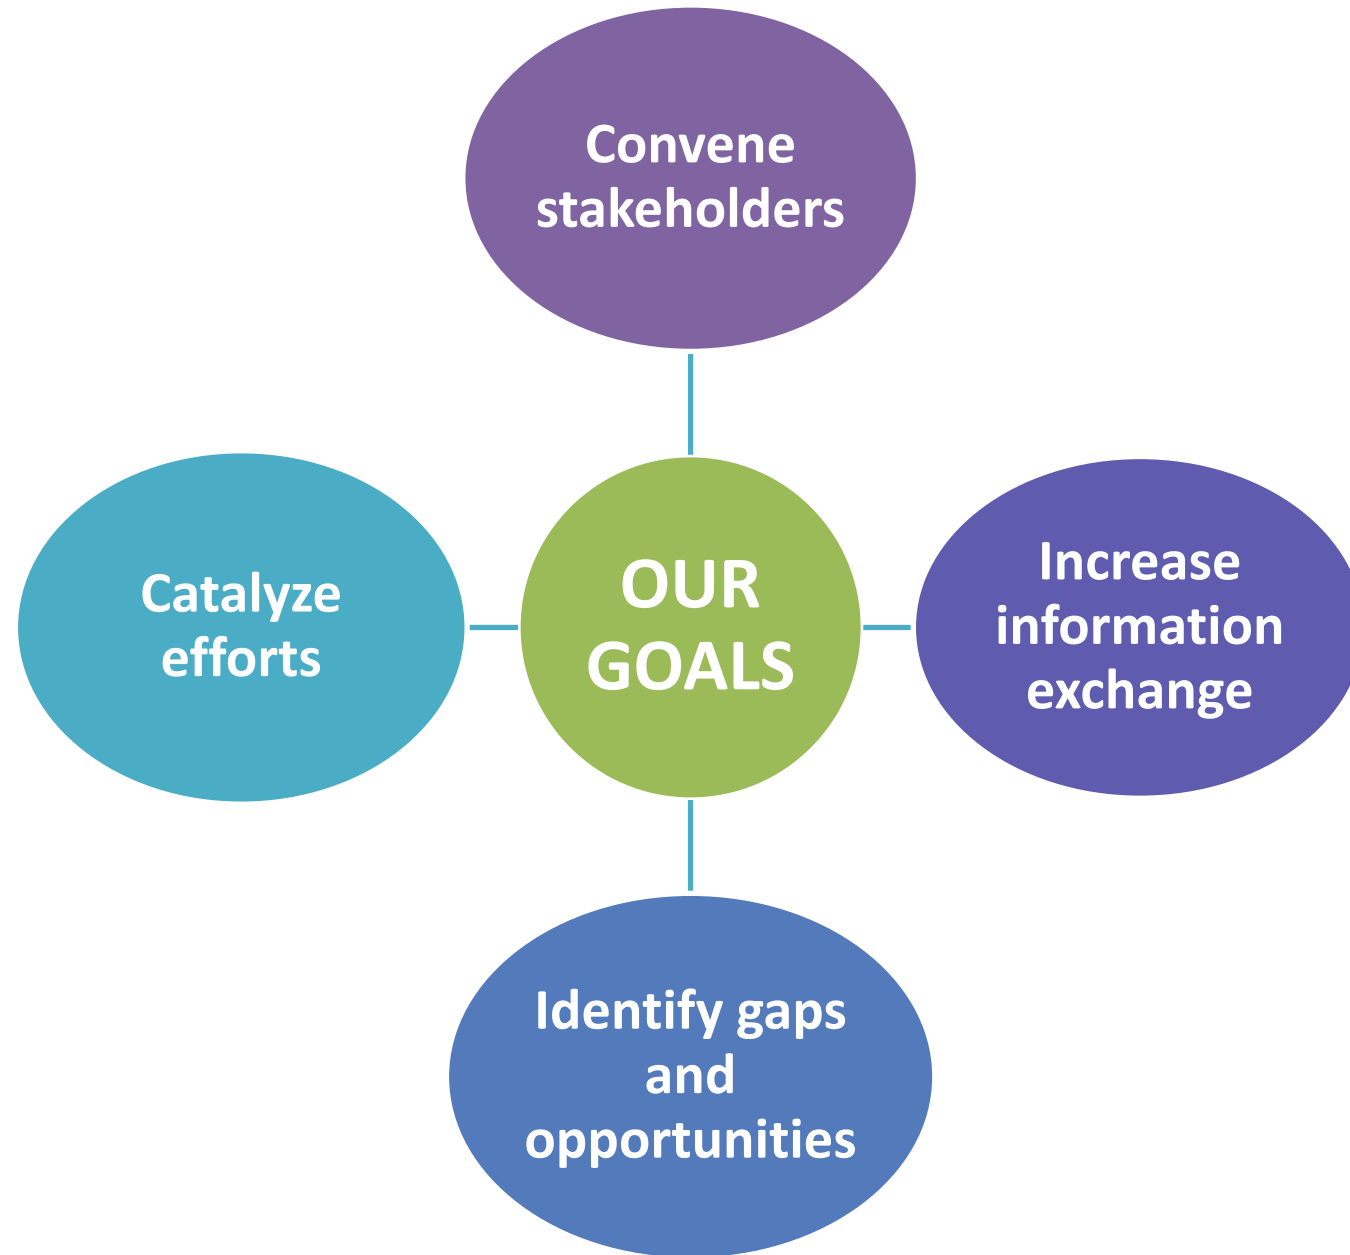 Convene
stakeholders
Catalyze
efforts
OUR
GOALS
Increase
information
exchange
Identify gaps
and
opportunities